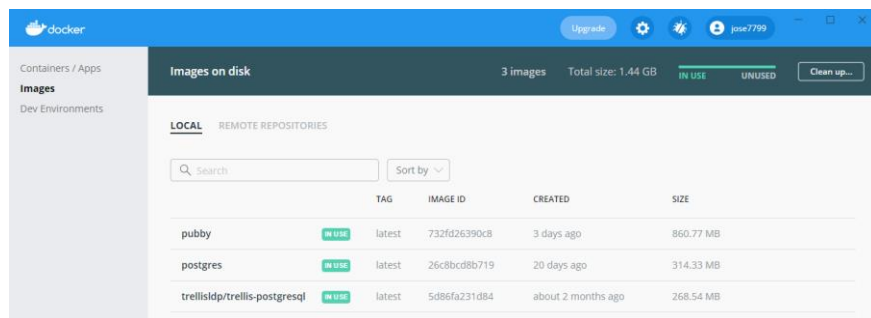 docker
Upgrade
jose7799
Containers / Apps
Images
Dev Environments
Images on disk
3 images Total size: 1.44 GB IN USE UNUSED Clean up...
LOCAL REMOTE REPOSITORIES
Search Sort by
TAG IMAGE ID CREATED SIZE
pubby IN USE latest 732fd26390c8 3 days ago 860.77 MB
postgres IN USE latest 26c8bcd8b719 20 days ago 314.33 MB
trellisldp/trellis-postgresql IN USE latest 5d86fa231d84 about 2 months ago 268.54 MB